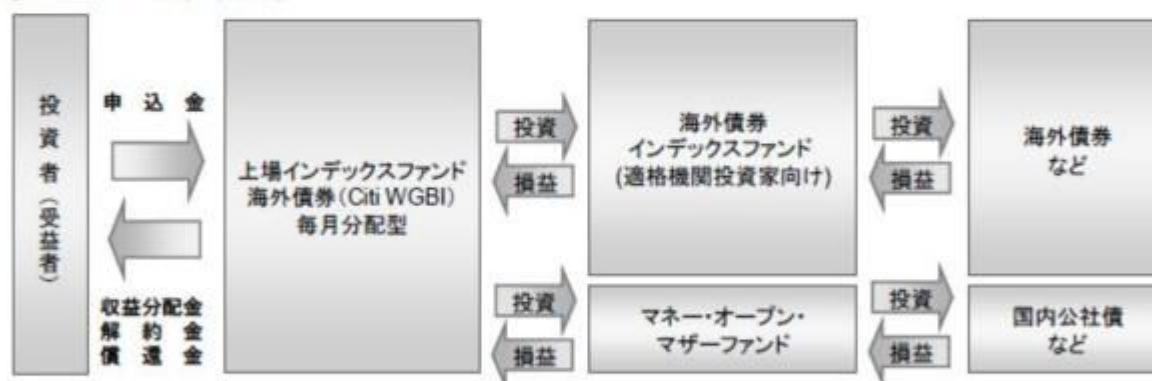 投資者（受益者）
申込金
収益分配金
解約金
償還金
上場インデックスファンド
海外債券（Citi WGBI）
毎月分配型
投資
損益
投資
損益
海外債券
インデックスファンド
(適格機関投資家向け)
マネー・オープン・
マザーファンド
投資
損益
投資
損益
海外債券
など
国内公社債
など